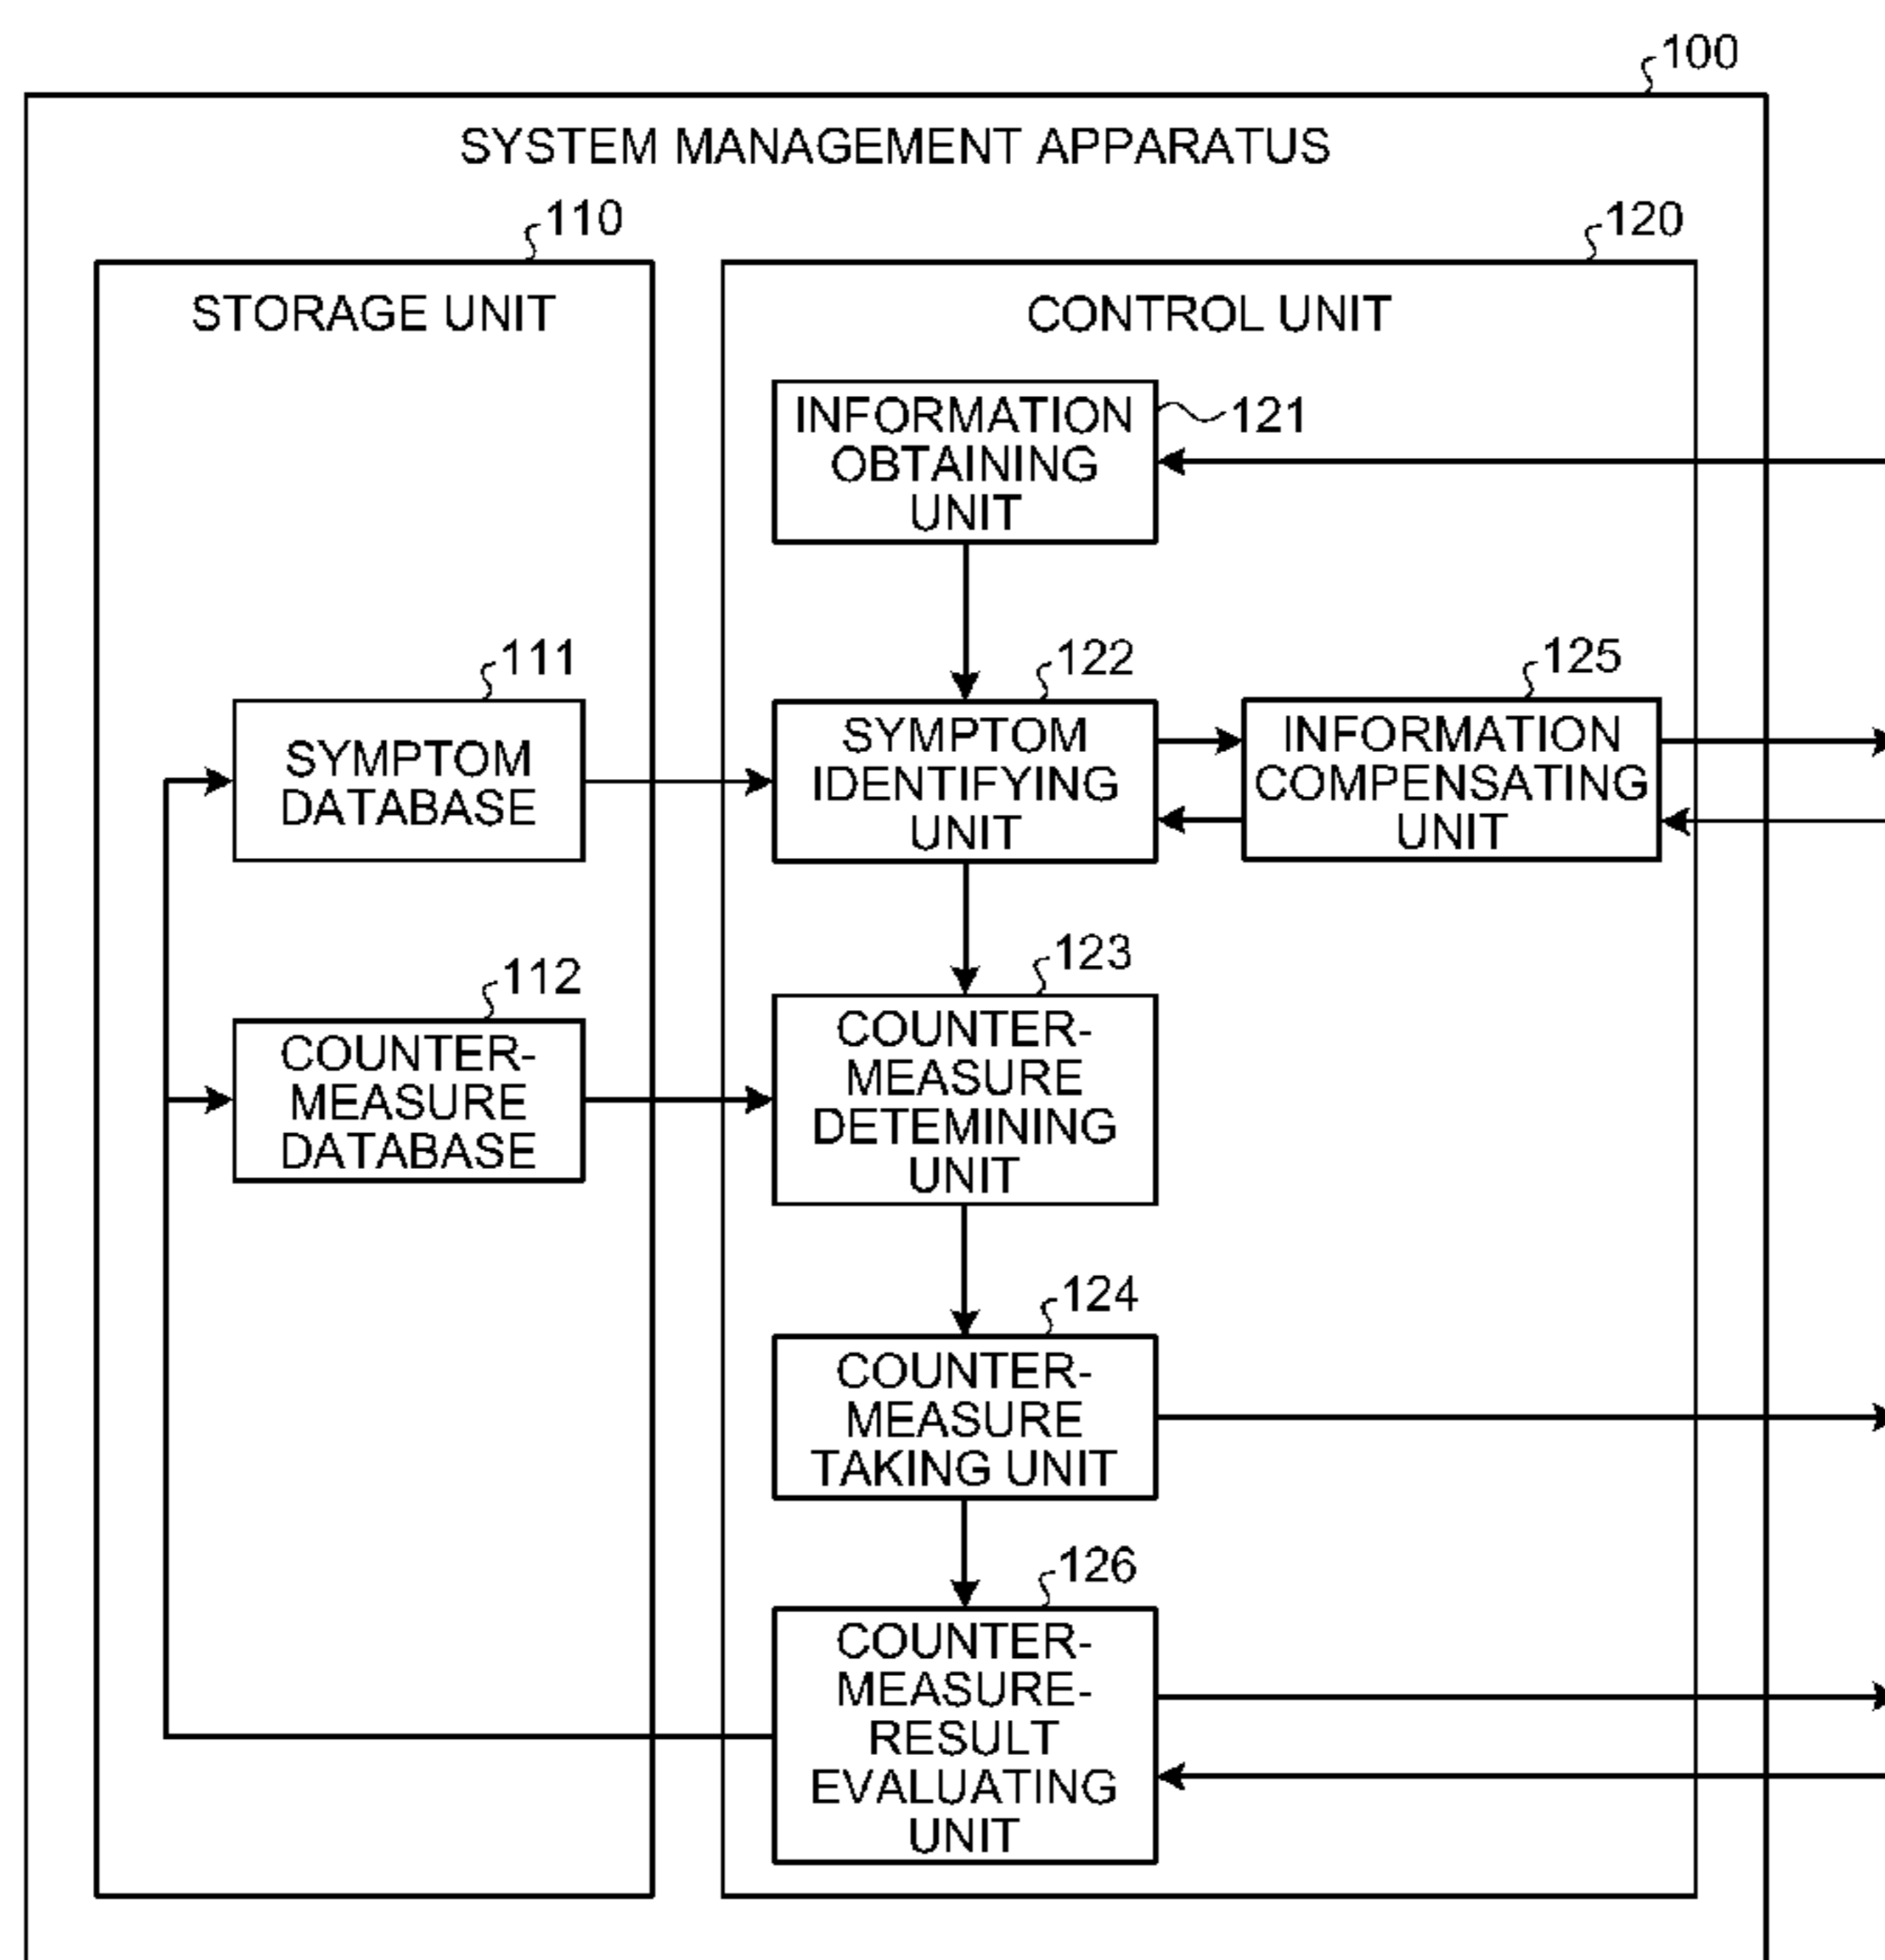 100
SYSTEM MANAGEMENT APPARATUS
110
STORAGE UNIT
111
SYMPTOM
DATABASE
112
COUNTER-
MEASURE
DATABASE
120
CONTROL UNIT
INFORMATION
OBTAINING
UNIT
121
122
SYMPTOM
IDENTIFYING
UNIT
125
INFORMATION
COMPENSATING
UNIT
123
COUNTER-
MEASURE
DETEMINING
UNIT
124
COUNTER-
MEASURE
TAKING UNIT
126
COUNTER-
MEASURE-
RESULT
EVALUATING
UNIT